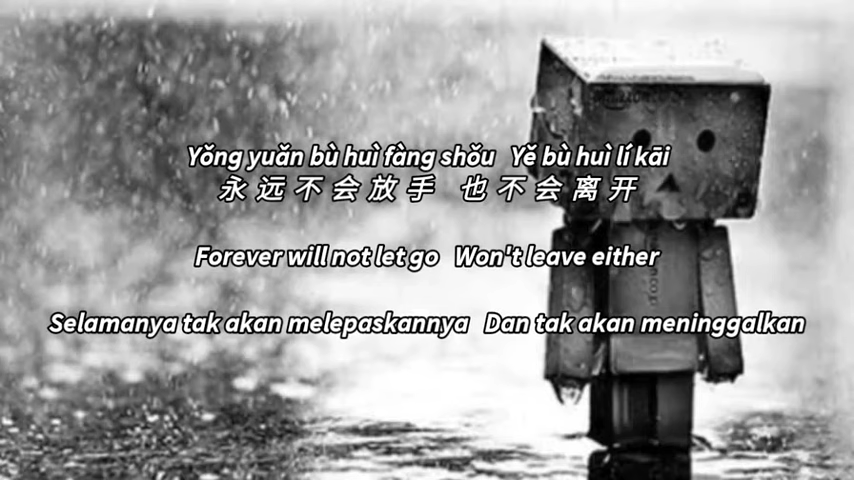 Yǒng yuǎn bù huì fàng shǒu Yě bù huì lí kāi
永远不会放手 也不会离开
Forever will not let go Won't leave either
Selamanya tak akan melepaskannya Dan tak akan meninggalkan